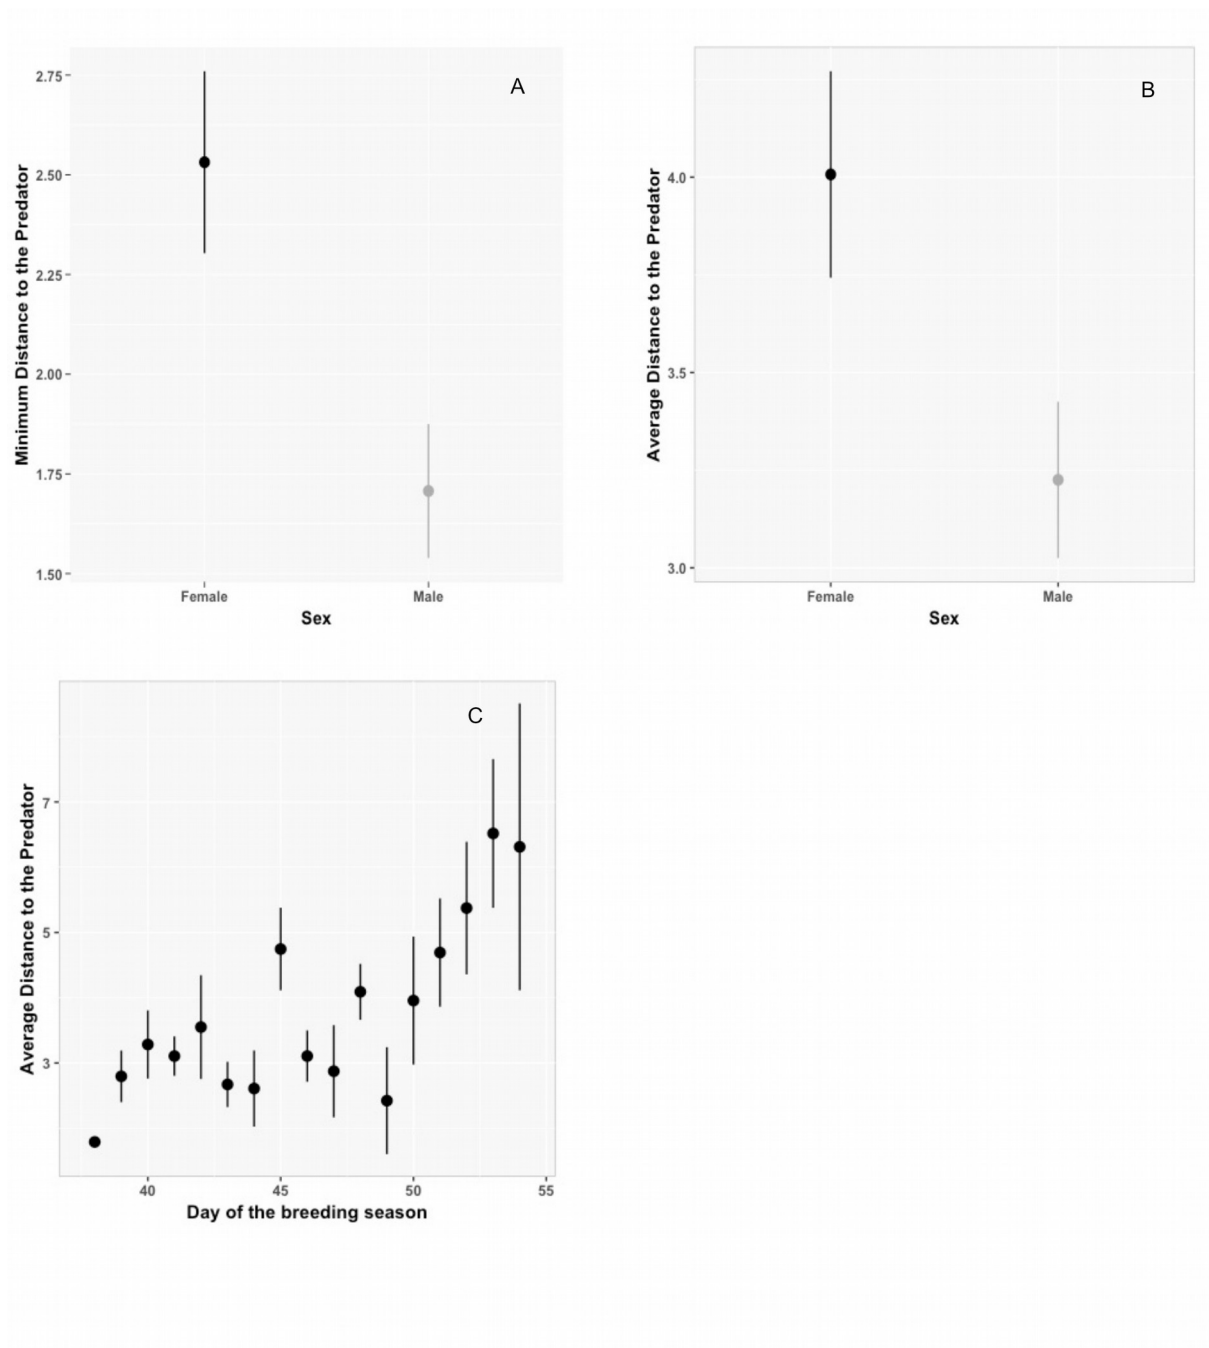 A
Minimum Distance to the Predator
2.75
2.50
2.25
2.00
1.75
1.50
Female Male
Sex
B
Average Distance to the Predator
4.0
3.5
3.0
Female Male
Sex
C
Average Distance to the Predator
7
5
3
40 45 50 55
Day of the breeding season